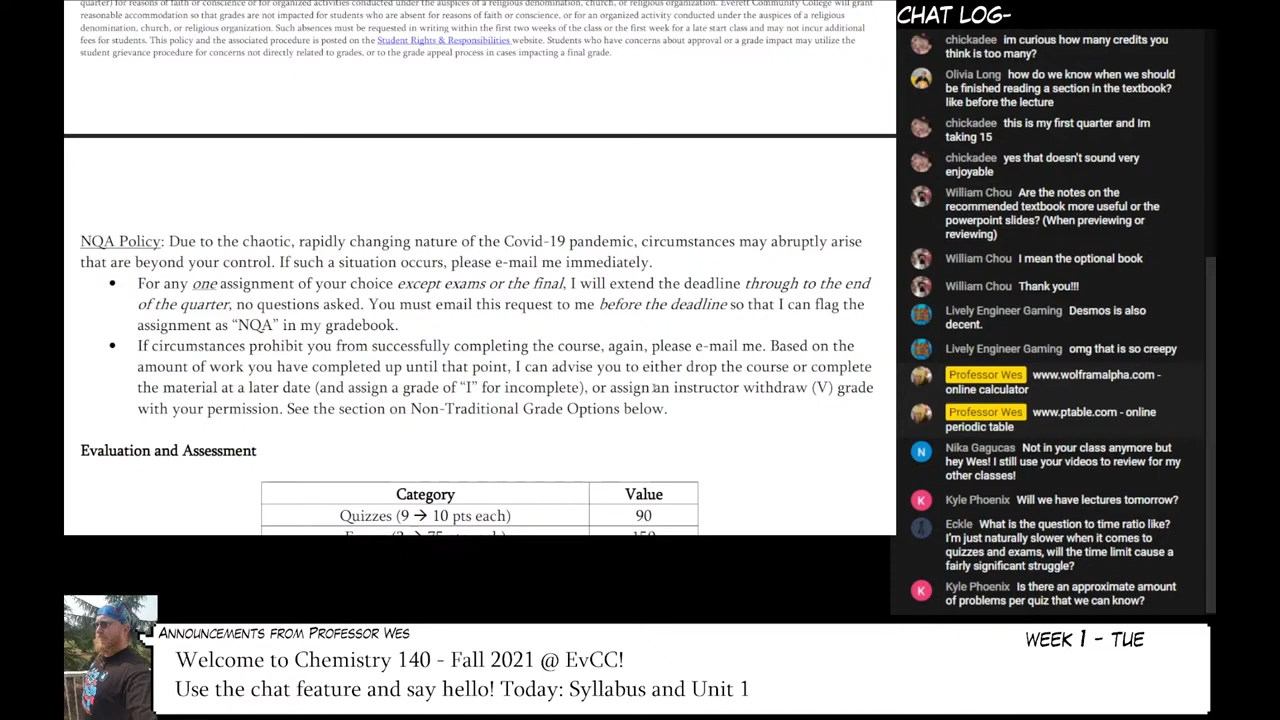 quarter) for reasons of faith or conscience or for organized activities conducted under the auspices of a religious denomination, church, or religious organization. Everett Community College will grant
reasonable accommodation so that grades are not impacted for students who are absent for reasons of faith or conscience, or for an organized activity conducted under the auspices of a religious
denomination, church, or religious organization. Such absences must be requested in writing within the first two weeks of the class or the first week for a late start class and may not incur additional
fees for students. This policy and the associated procedure is posted on the Student Rights & Responsibilities website. Students who have concerns about approval or a grade impact may utilize the
student grievance procedure for concerns not directly related to grades, or to the grade appeal process in cases impacting a final grade.
NQA Policy: Due to the chaotic, rapidly changing nature of the Covid-19 pandemic, circumstances may abruptly arise
that are beyond your control. If such a situation occurs, please e-mail me immediately.
• For any one assignment of your choice except exams or the final, I will extend the deadline through to the end
of the quarter, no questions asked. You must email this request to me before the deadline so that I can flag the
assignment as “NQA” in my gradebook.
• If circumstances prohibit you from successfully completing the course, again, please e-mail me. Based on the
amount of work you have completed up until that point, I can advise you to either drop the course or complete
the material at a later date (and assign a grade of “I” for incomplete), or assign an instructor withdraw (V) grade
with your permission. See the section on Non-Traditional Grade Options below.
Evaluation and Assessment
Category Value
Quizzes (9 → 10 pts each) 90
CHAT LOG-
chickadee im curious how many credits you
think is too many?
Olivia Long how do we know when we should
be finished reading a section in the textbook?
like before the lecture
chickadee this is my first quarter and Im
taking 15
chickadee yes that doesn't sound very
enjoyable
William Chou Are the notes on the
recommended textbook more useful or the
powerpoint slides? (When previewing or
reviewing)
William Chou I mean the optional book
William Chou Thank you!!!
Lively Engineer Gaming Desmos is also
decent.
Lively Engineer Gaming omg that is so creepy
Professor Wes www.wolframalpha.com -
online calculator
Professor Wes www.ptable.com - online
periodic table
N Nika Gagucas Not in your class anymore but
hey Wes! I still use your videos to review for my
other classes!
K Kyle Phoenix Will we have lectures tomorrow?
Eckle What is the question to time ratio like?
I'm just naturally slower when it comes to
quizzes and exams, will the time limit cause a
fairly significant struggle?
K Kyle Phoenix Is there an approximate amount
of problems per quiz that we can know?
Announcements from Professor Wes
Week 1 - Tue
Welcome to Chemistry 140 - Fall 2021 @ EvCC!
Use the chat feature and say hello! Today: Syllabus and Unit 1